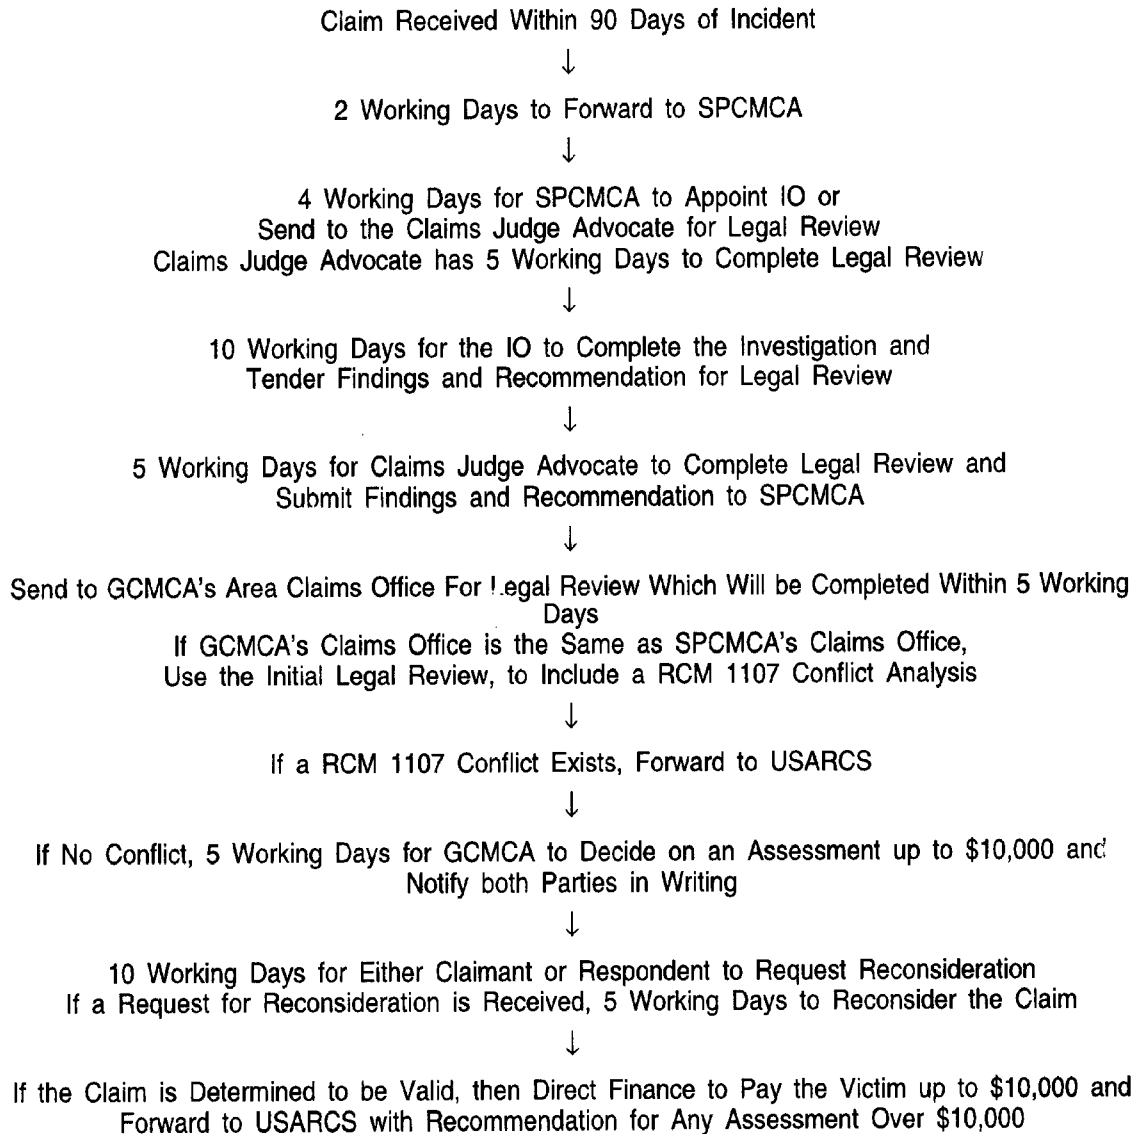 Claim Received Within 90 Days of Incident
↓
2 Working Days to Forward to SPCMCA
↓
4 Working Days for SPCMCA to Appoint IO or
Send to the Claims Judge Advocate for Legal Review
Claims Judge Advocate has 5 Working Days to Complete Legal Review
↓
10 Working Days for the IO to Complete the Investigation and
Tender Findings and Recommendation for Legal Review
↓
5 Working Days for Claims Judge Advocate to Complete Legal Review and
Submit Findings and Recommendation to SPCMCA
↓
Send to GCMCA's Area Claims Office For Legal Review Which Will be Completed Within 5 Working
Days
If GCMCA's Claims Office is the Same as SPCMCA's Claims Office,
Use the Initial Legal Review, to Include a RCM 1107 Conflict Analysis
↓
If a RCM 1107 Conflict Exists, Forward to USARCS
↓
If No Conflict, 5 Working Days for GCMCA to Decide on an Assessment up to $10,000 and
Notify both Parties in Writing
↓
10 Working Days for Either Claimant or Respondent to Request Reconsideration
If a Request for Reconsideration is Received, 5 Working Days to Reconsider the Claim
↓
If the Claim is Determined to be Valid, then Direct Finance to Pay the Victim up to $10,000 and
Forward to USARCS with Recommendation for Any Assessment Over $10,000